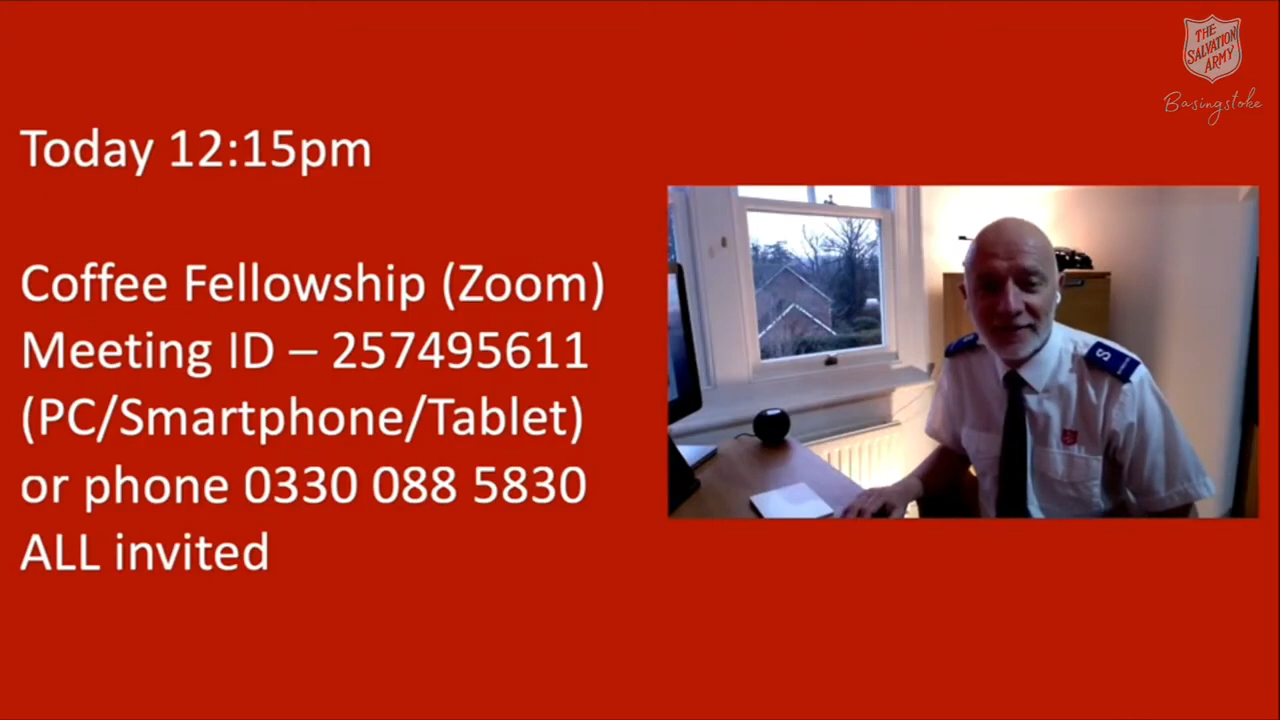 THE
SALVATION
ARMY
Basingstoke
Today 12:15pm
Coffee Fellowship (Zoom)
Meeting ID – 257495611
(PC/Smartphone/Tablet)
or phone 0330 088 5830
ALL invited
S